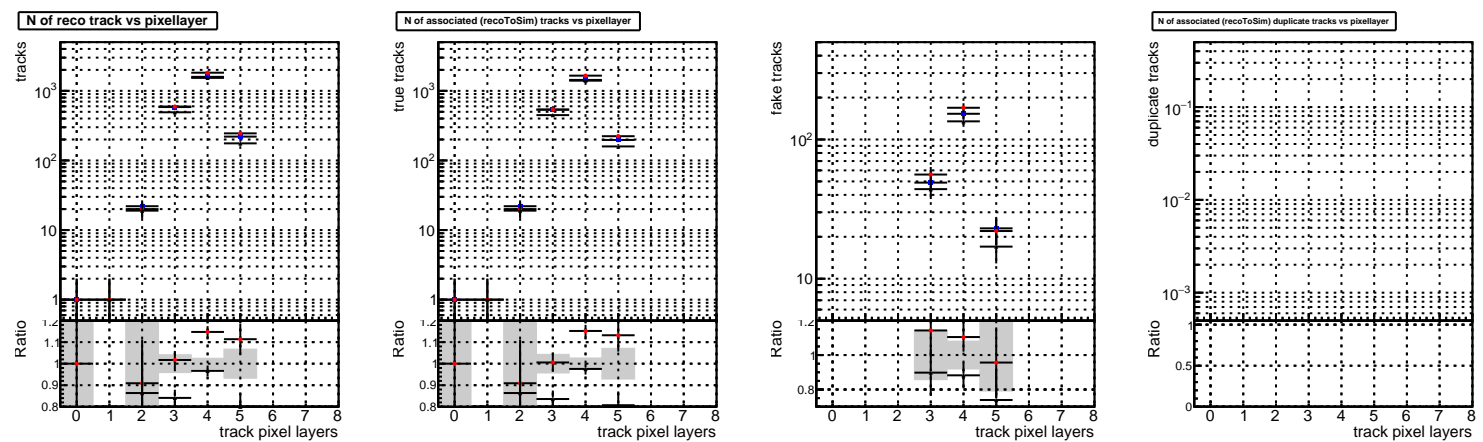 N of reco track vs pixellayer
tracks
10³
10²
10
1
Ratio
1.2
1.1
1
0.9
0.8
0 1 2 3 4 5 6 7 8
track pixel layers
N of associated (recoToSim) tracks vs pixellayer
true tracks
10³
10²
10
1
Ratio
1.2
1.1
1
0.9
0.8
0 1 2 3 4 5 6 7 8
track pixel layers
fake tracks
10²
10
Ratio
1.2
1
0.8
0 1 2 3 4 5 6 7 8
track pixel layers
N of associated (recoToSim) duplicate tracks vs pixellayer
duplicate tracks
10⁻¹
10⁻²
10⁻³
Ratio
1
0.5
0
0 1 2 3 4 5 6 7 8
track pixel layers